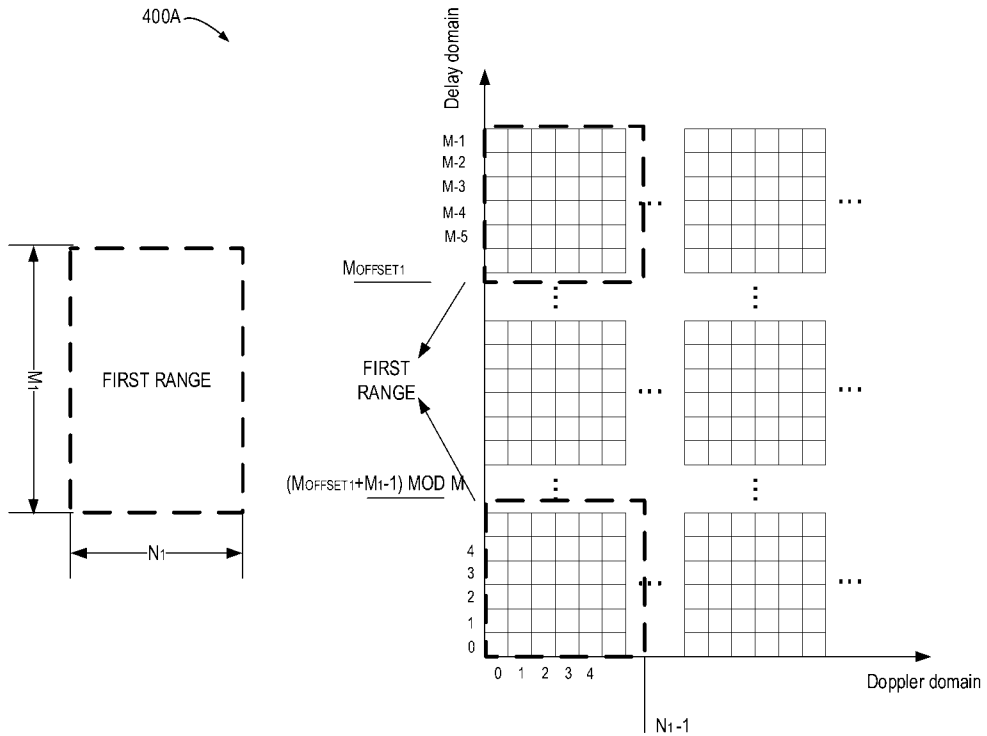 400A
Delay domain
M-1
M-2
M-3
M-4
M-5
MOFFSET1
M1
FIRST RANGE
FIRST
RANGE
(MOFFSET1+M1-1) MOD M
N1
4
3
2
1
0
0 1 2 3 4
Doppler domain
N1-1